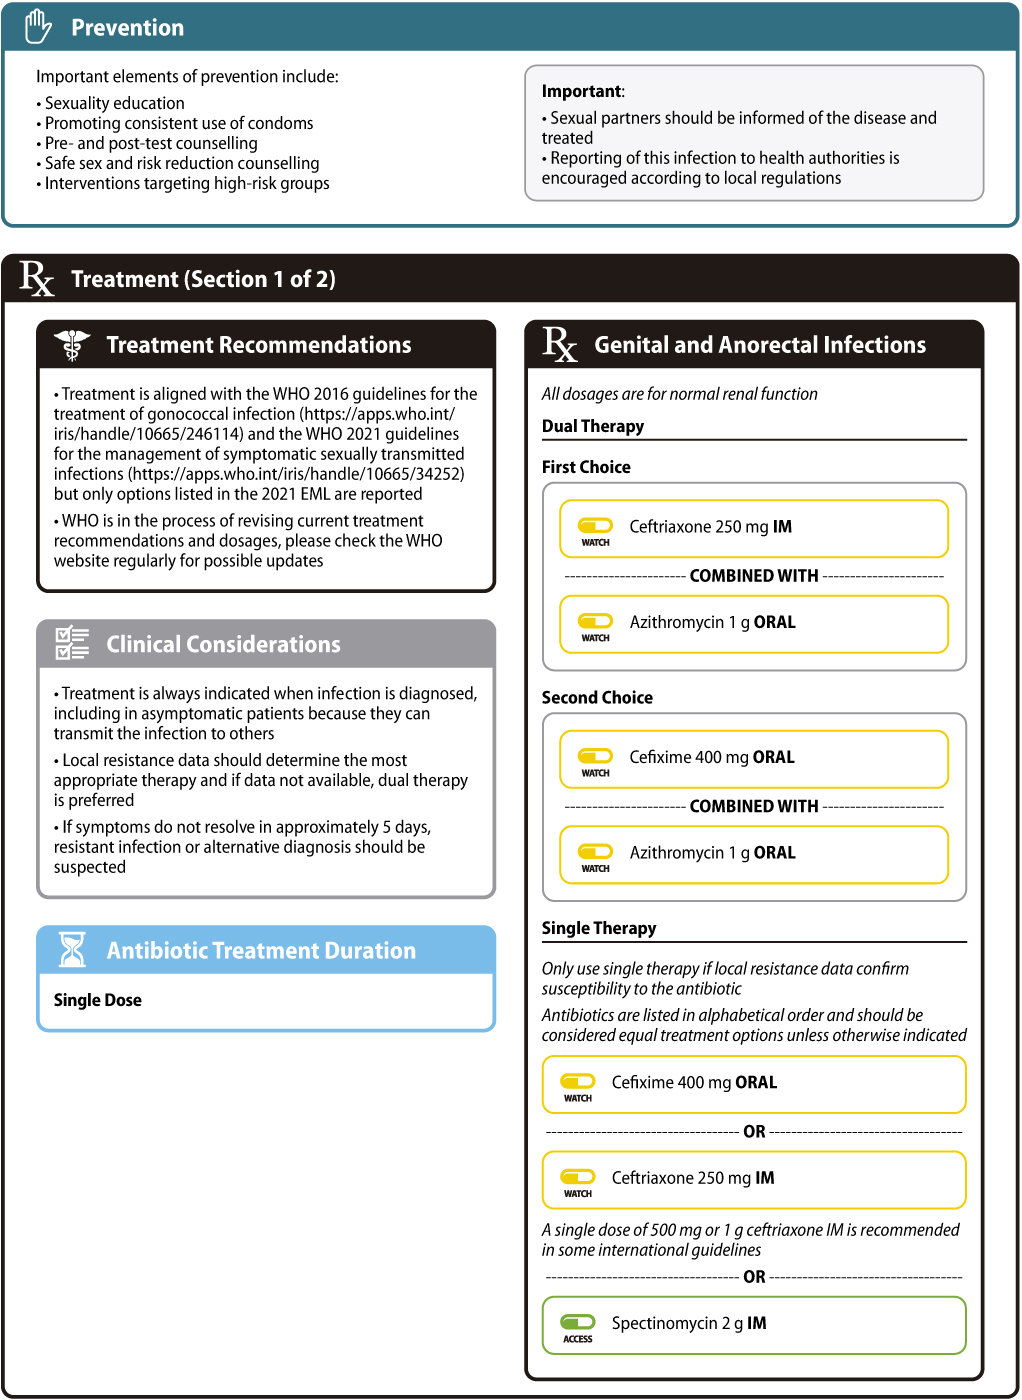 Prevention
Important elements of prevention include:
• Sexuality education
• Promoting consistent use of condoms
• Pre- and post-test counselling
• Safe sex and risk reduction counselling
• Interventions targeting high-risk groups
Important:
• Sexual partners should be informed of the disease and
treated
• Reporting of this infection to health authorities is
encouraged according to local regulations
Rx Treatment (Section 1 of 2)
Treatment Recommendations
• Treatment is aligned with the WHO 2016 guidelines for the
treatment of gonococcal infection (https://apps.who.int/
iris/handle/10665/246114) and the WHO 2021 guidelines
for the management of symptomatic sexually transmitted
infections (https://apps.who.int/iris/handle/10665/34252)
but only options listed in the 2021 EML are reported
• WHO is in the process of revising current treatment
recommendations and dosages, please check the WHO
website regularly for possible updates
Clinical Considerations
• Treatment is always indicated when infection is diagnosed,
including in asymptomatic patients because they can
transmit the infection to others
• Local resistance data should determine the most
appropriate therapy and if data not available, dual therapy
is preferred
• If symptoms do not resolve in approximately 5 days,
resistant infection or alternative diagnosis should be
suspected
Antibiotic Treatment Duration
Single Dose
Rx Genital and Anorectal Infections
All dosages are for normal renal function
Dual Therapy
First Choice
WATCH Ceftriaxone 250 mg IM
COMBINED WITH
WATCH Azithromycin 1 g ORAL
Second Choice
WATCH Cefixime 400 mg ORAL
COMBINED WITH
WATCH Azithromycin 1 g ORAL
Single Therapy
Only use single therapy if local resistance data confirm
susceptibility to the antibiotic
Antibiotics are listed in alphabetical order and should be
considered equal treatment options unless otherwise indicated
WATCH Cefixime 400 mg ORAL
OR
WATCH Ceftriaxone 250 mg IM
A single dose of 500 mg or 1 g ceftriaxone IM is recommended
in some international guidelines
OR
ACCESS Spectinomycin 2 g IM